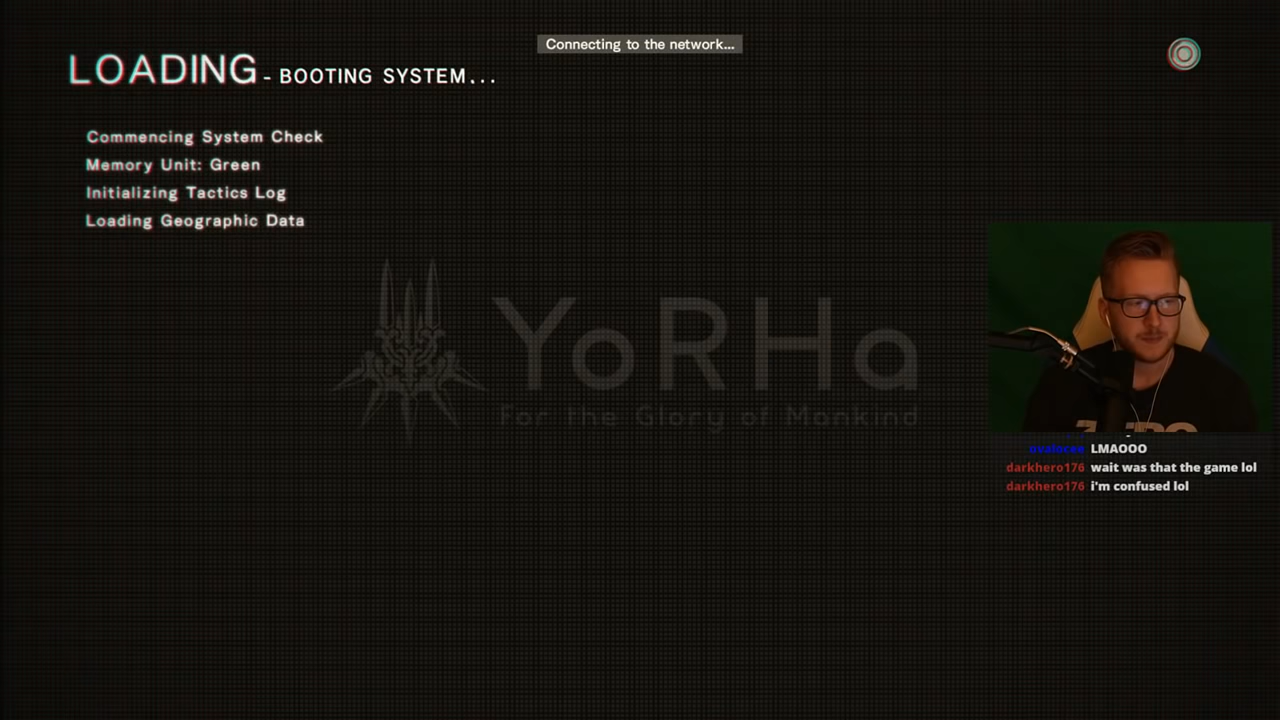 Connecting to the network...
LOADING - BOOTING SYSTEM...
Commencing System Check
Memory Unit: Green
Initializing Tactics Log
Loading Geographic Data
YoRHa
For the Glory of Mankind
LMAOOO
darkhero176 wait was that the game lol
darkhero176 i'm confused lol